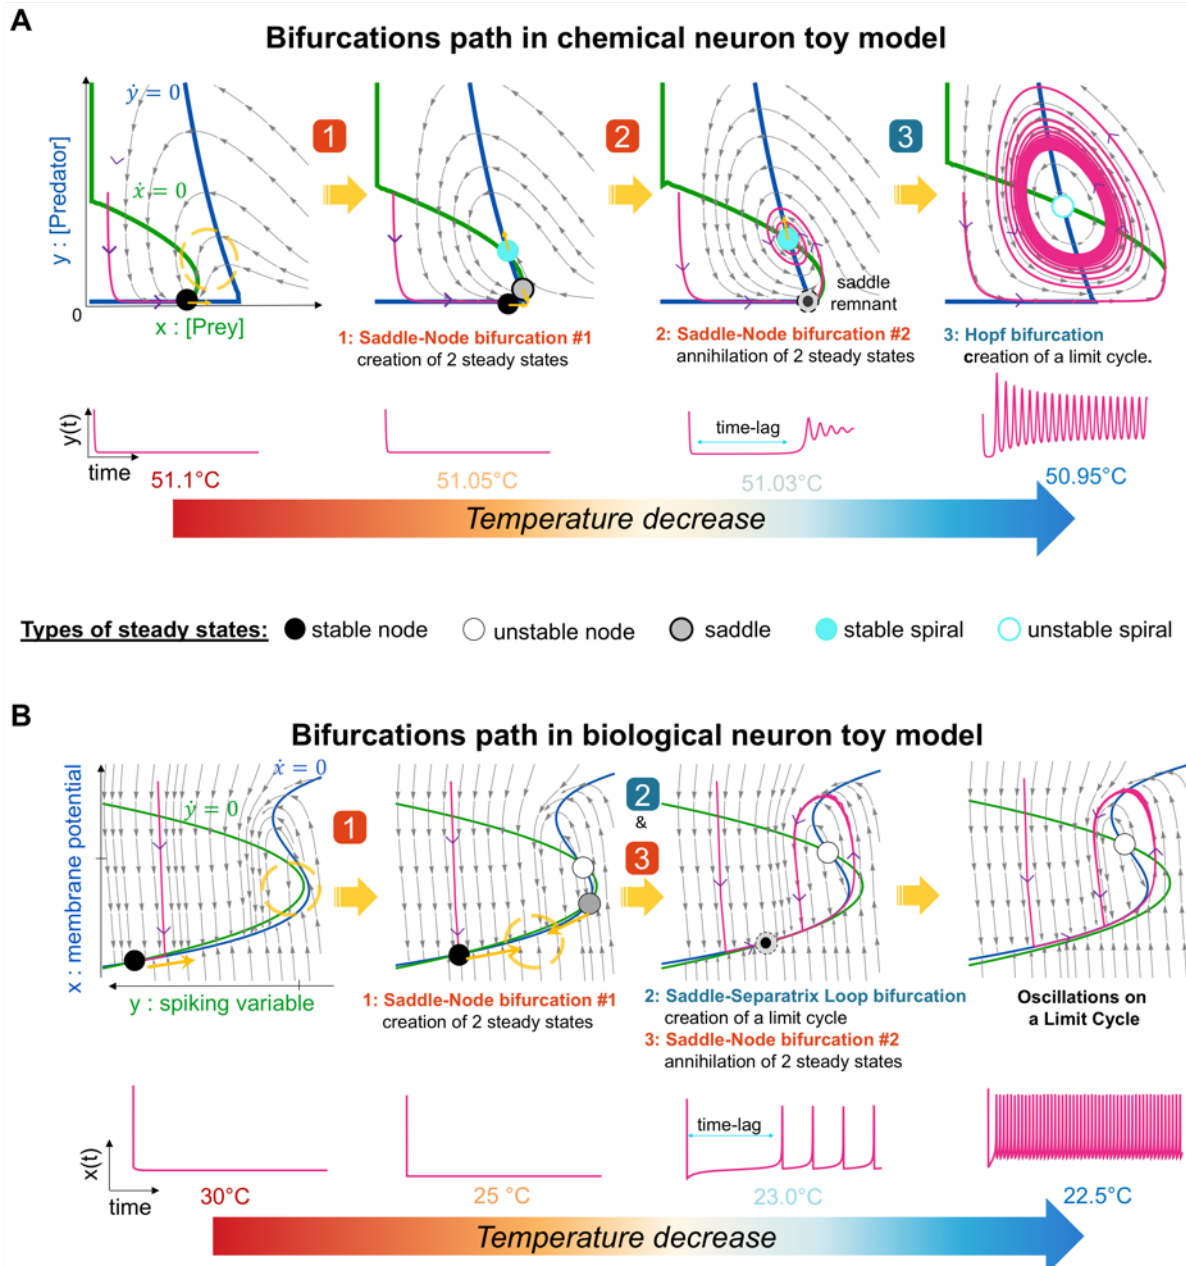 A
Bifurcations path in chemical neuron toy model
y : [Predator]
ẏ = 0
ẋ = 0
0
x : [Prey]
1
2
3
saddle
remnant
1: Saddle-Node bifurcation #1
creation of 2 steady states
2: Saddle-Node bifurcation #2
annihilation of 2 steady states
3: Hopf bifurcation
creation of a limit cycle.
y(t)
time
time-lag
51.1°C
51.05°C
51.03°C
50.95°C
Temperature decrease
Types of steady states:
stable node
unstable node
saddle
stable spiral
unstable spiral
B
Bifurcations path in biological neuron toy model
x : membrane potential
ẋ = 0
ẏ = 0
y : spiking variable
1
2
&
3
1: Saddle-Node bifurcation #1
creation of 2 steady states
2: Saddle-Separatrix Loop bifurcation
creation of a limit cycle
3: Saddle-Node bifurcation #2
annihilation of 2 steady states
Oscillations on
a Limit Cycle
x(t)
time
time-lag
30°C
25 °C
23.0°C
22.5°C
Temperature decrease